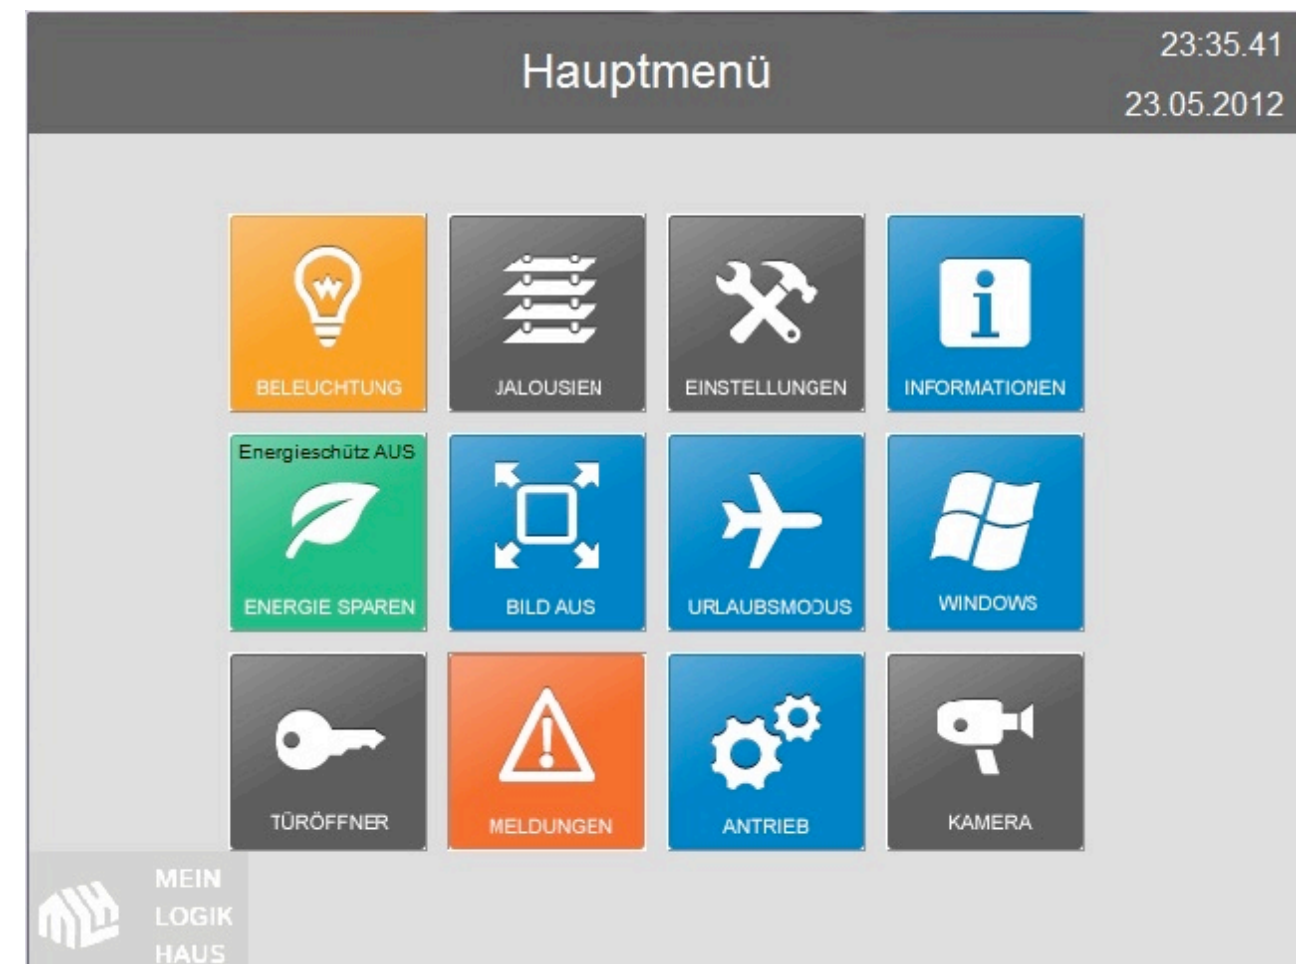 Hauptmenü
23:35.41
23.05.2012
BELEUCHTUNG
JALOUSIEN
EINSTELLUNGEN
INFORMATIONEN
Energieschütz AUS
ENERGIE SPAREN
BILD AUS
URLAUBSMODUS
WINDOWS
TÜRÖFFNER
MELDUNGEN
ANTRIEB
KAMERA
MLH
MEIN
LOGIK
HAUS